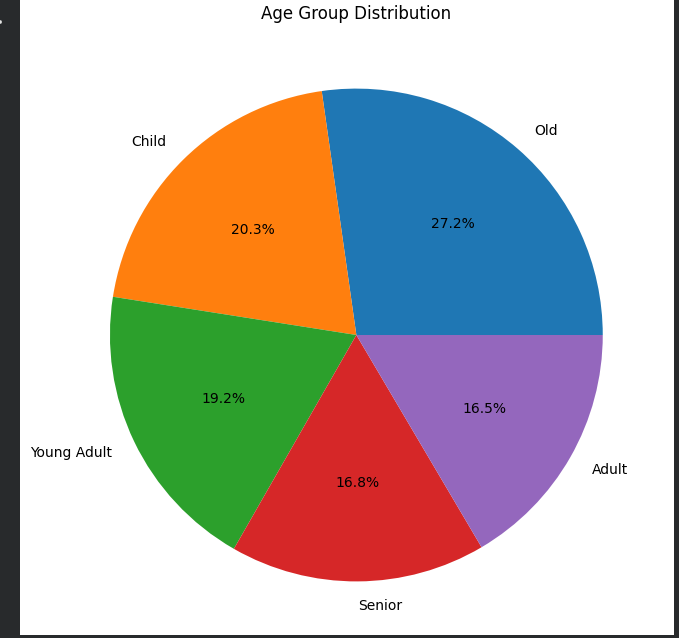 Age Group Distribution
Old
Child
27.2%
20.3%
19.2%
16.5%
Young Adult
Adult
16.8%
Senior